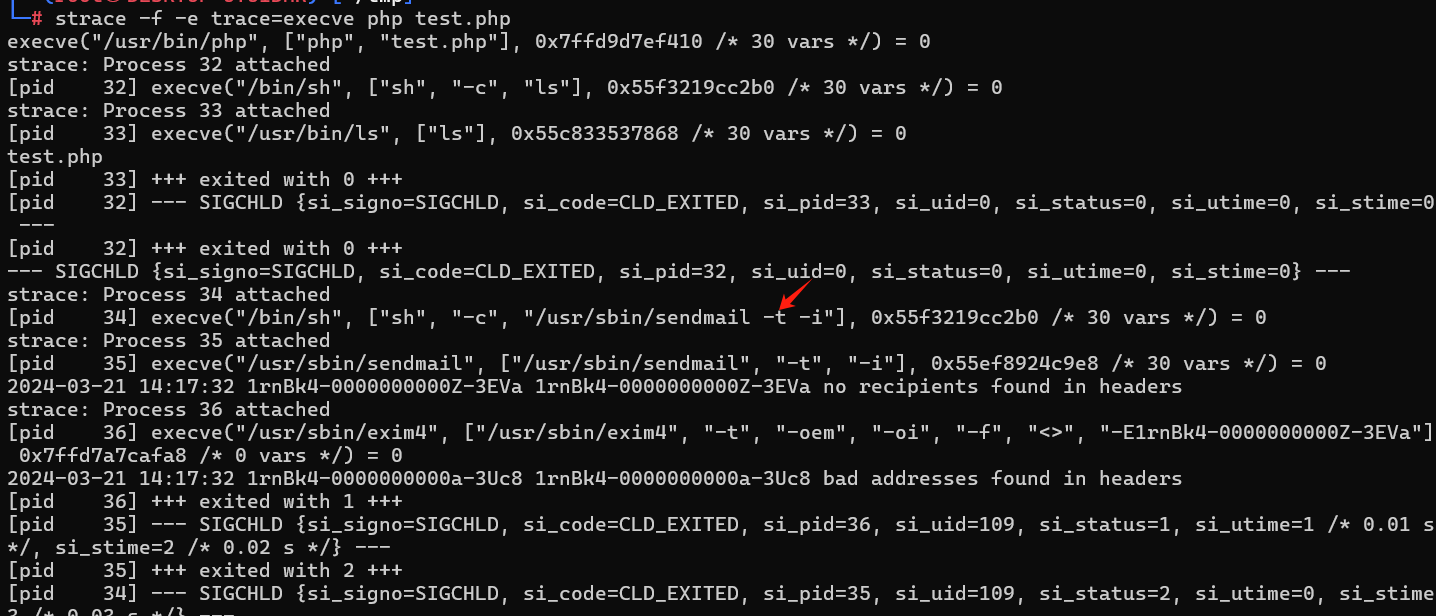 # strace -f -e trace=execve php test.php
execve("/usr/bin/php", ["php", "test.php"], 0x7ffd9d7ef410 /* 30 vars */) = 0
strace: Process 32 attached
[pid    32] execve("/bin/sh", ["sh", "-c", "ls"], 0x55f3219cc2b0 /* 30 vars */) = 0
strace: Process 33 attached
[pid    33] execve("/usr/bin/ls", ["ls"], 0x55c833537868 /* 30 vars */) = 0
test.php
[pid    33] +++ exited with 0 +++
[pid    32] --- SIGCHLD {si_signo=SIGCHLD, si_code=CLD_EXITED, si_pid=33, si_uid=0, si_status=0, si_utime=0, si_stime=0
 ---
[pid    32] +++ exited with 0 +++
--- SIGCHLD {si_signo=SIGCHLD, si_code=CLD_EXITED, si_pid=32, si_uid=0, si_status=0, si_utime=0, si_stime=0} ---
strace: Process 34 attached
[pid    34] execve("/bin/sh", ["sh", "-c", "/usr/sbin/sendmail -t -i"], 0x55f3219cc2b0 /* 30 vars */) = 0
strace: Process 35 attached
[pid    35] execve("/usr/sbin/sendmail", ["/usr/sbin/sendmail", "-t", "-i"], 0x55ef8924c9e8 /* 30 vars */) = 0
2024-03-21 14:17:32 1rnBk4-0000000000Z-3EVa 1rnBk4-0000000000Z-3EVa no recipients found in headers
strace: Process 36 attached
[pid    36] execve("/usr/sbin/exim4", ["/usr/sbin/exim4", "-t", "-oem", "-oi", "-f", "<>", "-E1rnBk4-0000000000Z-3EVa"]
 0x7ffd7a7cafa8 /* 0 vars */) = 0
2024-03-21 14:17:32 1rnBk4-0000000000a-3Uc8 1rnBk4-0000000000a-3Uc8 bad addresses found in headers
[pid    36] +++ exited with 1 +++
[pid    35] --- SIGCHLD {si_signo=SIGCHLD, si_code=CLD_EXITED, si_pid=36, si_uid=109, si_status=1, si_utime=1 /* 0.01 s
*/, si_stime=2 /* 0.02 s */} ---
[pid    35] +++ exited with 2 +++
[pid    34] --- SIGCHLD {si_signo=SIGCHLD, si_code=CLD_EXITED, si_pid=35, si_uid=109, si_status=2, si_utime=0, si_stime